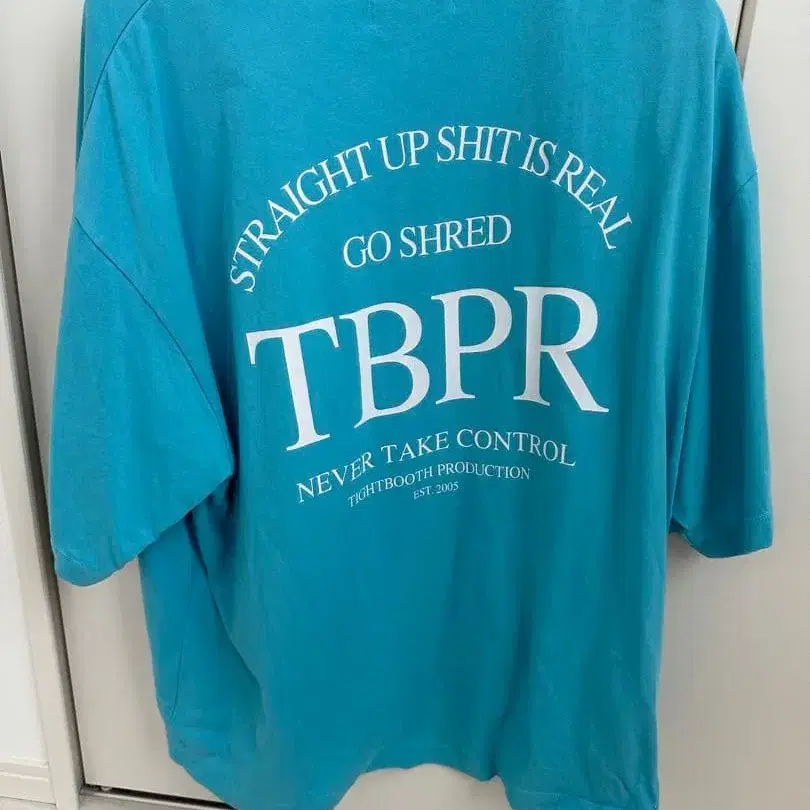 STRAIGHT UP SHIT IS REAL
GO SHRED
TBPR
NEVER TAKE CONTROL
TIGHTBOOTH PRODUCTION
EST. 2005